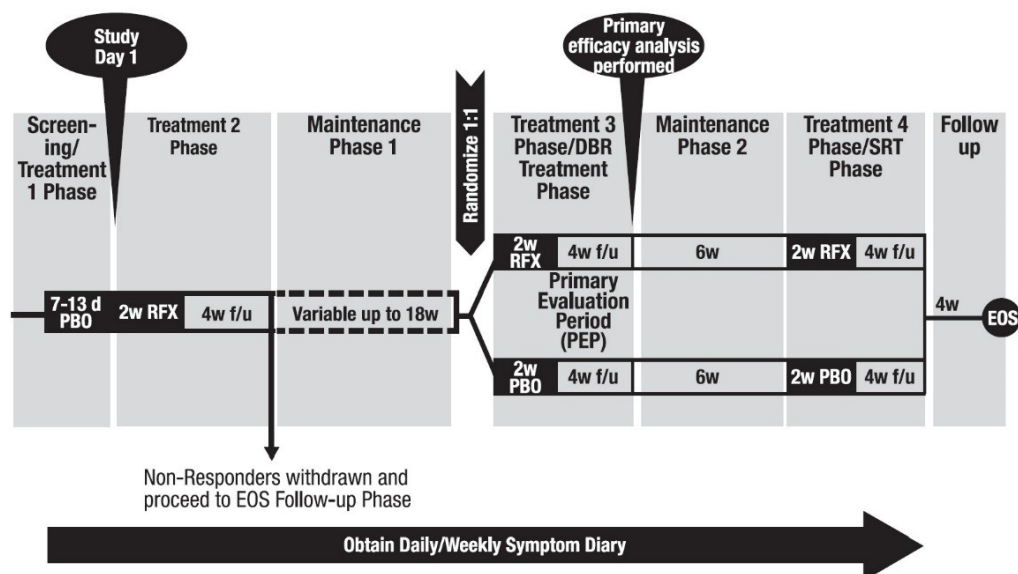 Study
Day 1
Primary
efficacy analysis
performed
Screen-
ing/
Treatment
1 Phase
Treatment 2
Phase
Maintenance
Phase 1
Randomize 1:1
Treatment 3
Phase/DBR
Treatment
Phase
Maintenance
Phase 2
Treatment 4
Phase/SRT
Phase
Follow
up
7-13 d
PBO
2w RFX
4w f/u
Variable up to 18w
2w
RFX
4w f/u
6w
2w RFX
4w f/u
Primary
Evaluation
Period
(PEP)
4w
EOS
2w
PBO
4w f/u
6w
2w PBO
4w f/u
Non-Responders withdrawn and
proceed to EOS Follow-up Phase
Obtain Daily/Weekly Symptom Diary